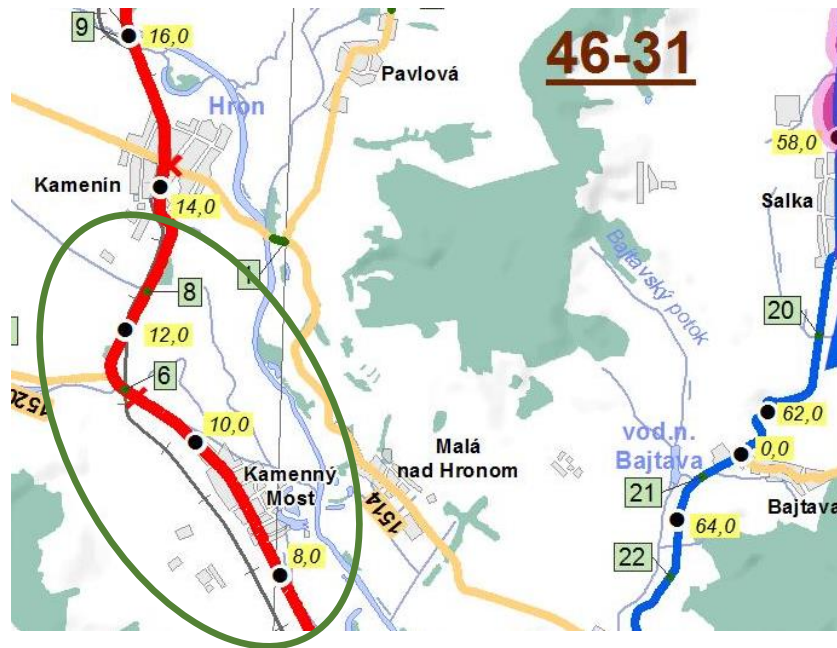 9
16,0
46-31
Pavlová
Hron
58,0
Kamenín
14,0
Salka
1
Bajtavský potok
8
12,0
20
6
1520
10,0
62,0
vod.n.
Bajtava
0,0
Malá
nad Hronom
Kamenný
Most
21
1514
Bajtava
64,0
8,0
22